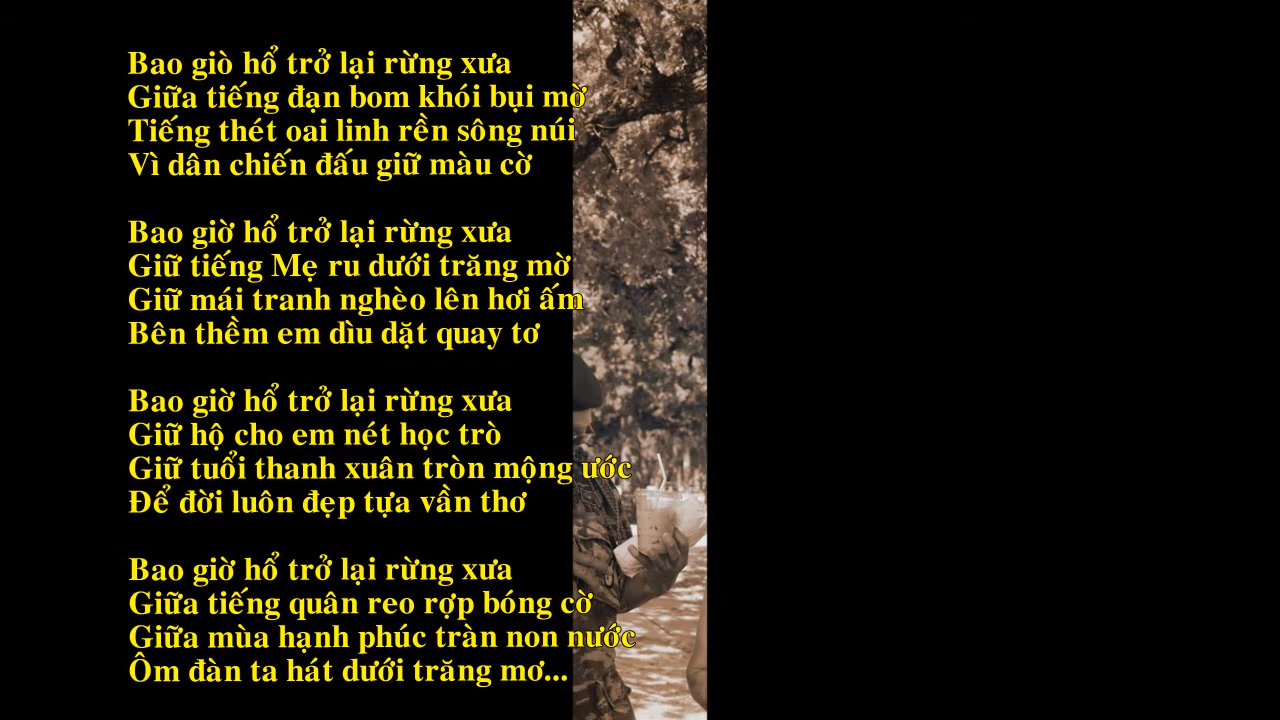 Bao giò hổ trở lại rừng xưa
Giữa tiếng đạn bom khói bụi mờ
Tiếng thét oai linh rền sông núi
Vì dân chiến đấu giữ màu cờ
Bao giờ hổ trở lại rừng xưa
Giữ tiếng Mẹ ru dưới trăng mờ
Giữ mái tranh nghèo lên hơi ấm
Bên thềm em dìu dặt quay tơ
Bao giờ hổ trở lại rừng xưa
Giữ hộ cho em nét học trò
Giữ tuổi thanh xuân tròn mộng ước
Để đời luôn đẹp tựa vần thơ
Bao giờ hổ trở lại rừng xưa
Giữa tiếng quân reo rợp bóng cờ
Giữa mùa hạnh phúc tràn non nước
Ôm đàn ta hát dưới trăng mơ...